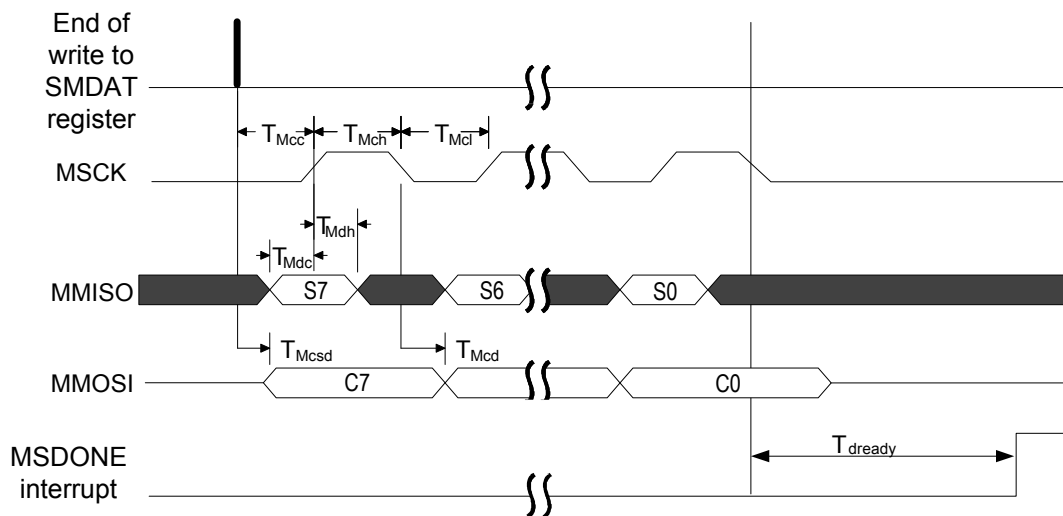 End of
write to
SMDAT
register
TMcc
TMch
TMcl
MSCK
TMdh
TMdc
MMISO
S7
S6
S0
TMcsd
TMcd
MMOSI
C7
C0
MSDONE
interrupt
Tdready